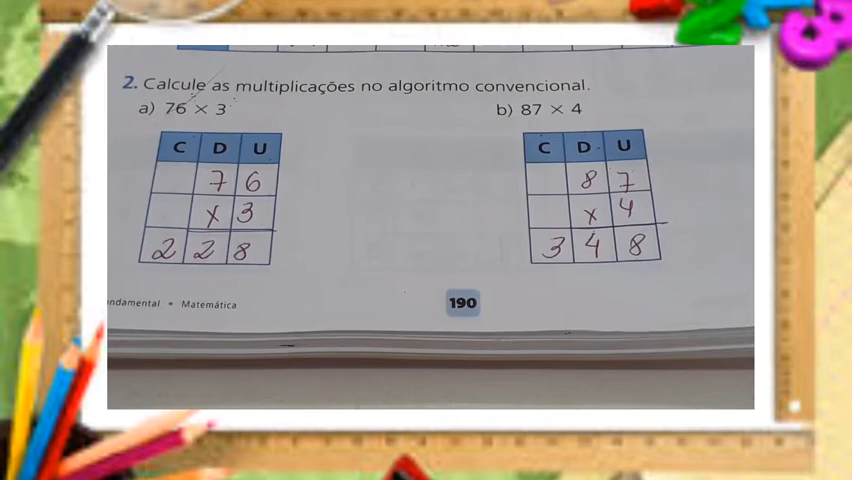 2. Calcule as multiplicações no algoritmo convencional.
a) 76 × 3
b) 87 × 4
C D U
7 6
x 3
2 2 8
C D U
8 7
x 4
3 4 8
ndamental • Matemática
190